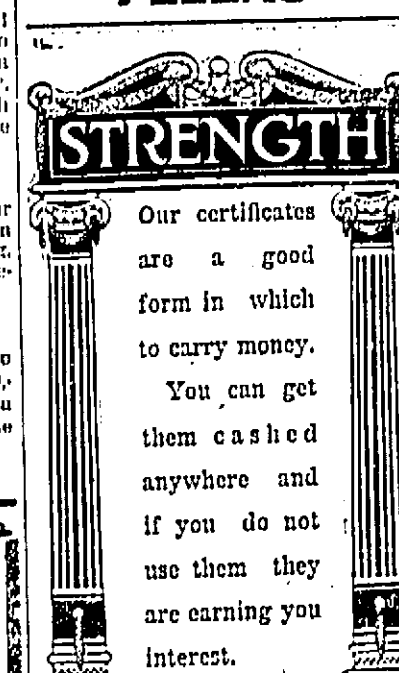 STRENGTH
Our certificates
are a good
form in which
to carry money.
You can get
them cashed
anywhere and
if you do not
use them they
are earning you
interest.